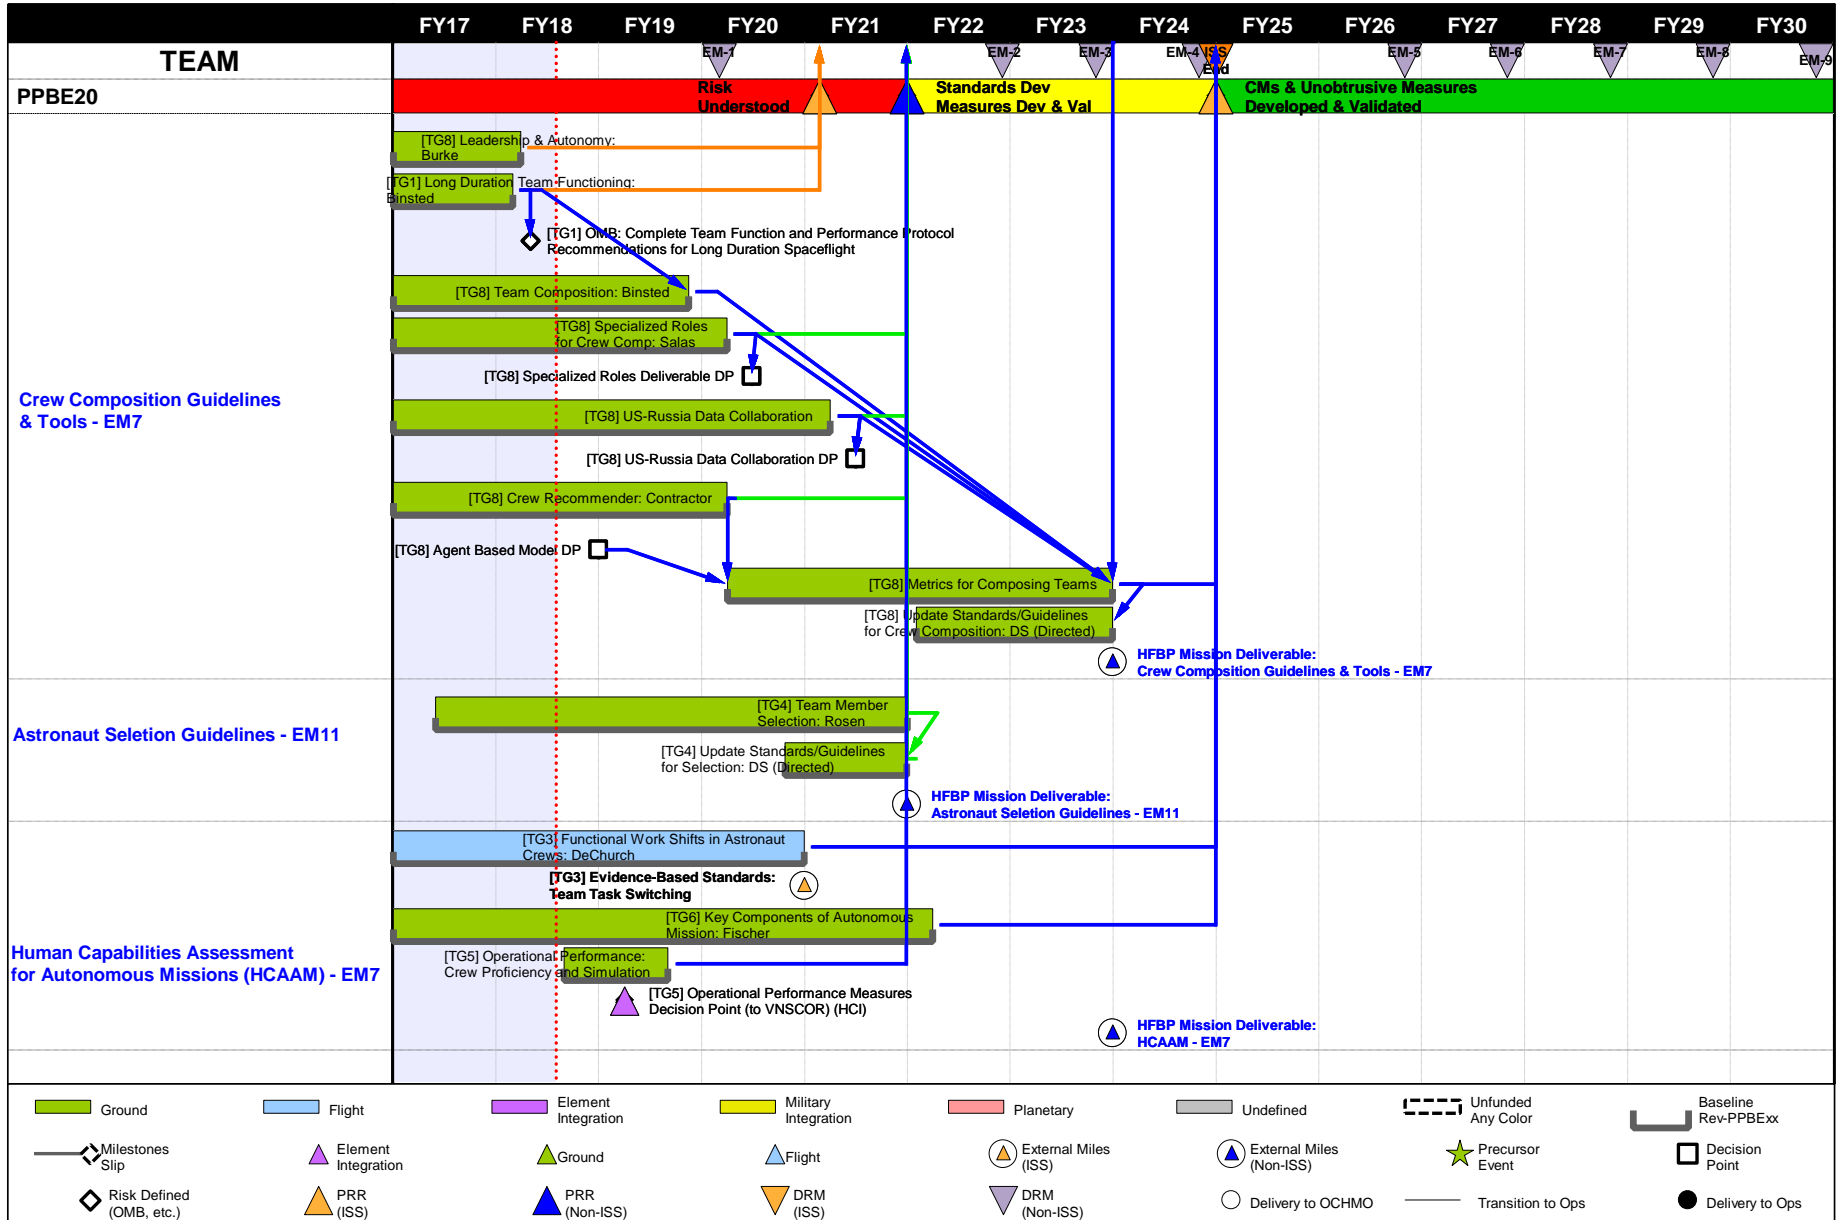 FY17 FY18 FY19 FY20 FY21 FY22 FY23 FY24 FY25 FY26 FY27 FY28 FY29 FY30
TEAM
EM-1 EM-2 EM-3 EM-4 ISS End EM-5 EM-6 EM-7 EM-8 EM-9
PPBE20
Risk
Understood
Standards Dev
Measures Dev & Val
CMs & Unobtrusive Measures
Developed & Validated
[TG8] Leadership & Autonomy:
Burke
[TG1] Long Duration Team Functioning:
Binsted
[TG1] OMB: Complete Team Function and Performance Protocol
Recommendations for Long Duration Spaceflight
[TG8] Team Composition: Binsted
[TG8] Specialized Roles
for Crew Comp: Salas
[TG8] Specialized Roles Deliverable DP
Crew Composition Guidelines
& Tools - EM7
[TG8] US-Russia Data Collaboration
[TG8] US-Russia Data Collaboration DP
[TG8] Crew Recommender: Contractor
[TG8] Agent Based Model DP
[TG8] Metrics for Composing Teams
[TG8] Update Standards/Guidelines
for Crew Composition: DS (Directed)
HFBP Mission Deliverable:
Crew Composition Guidelines & Tools - EM7
Astronaut Seletion Guidelines - EM11
[TG4] Team Member
Selection: Rosen
[TG4] Update Standards/Guidelines
for Selection: DS (Directed)
HFBP Mission Deliverable:
Astronaut Seletion Guidelines - EM11
[TG3] Functional Work Shifts in Astronaut
Crews: DeChurch
[TG3] Evidence-Based Standards:
Team Task Switching
[TG6] Key Components of Autonomous
Mission: Fischer
Human Capabilities Assessment
for Autonomous Missions (HCAAM) - EM7
[TG5] Operational Performance:
Crew Proficiency and Simulation
[TG5] Operational Performance Measures
Decision Point (to VNSCOR) (HCI)
HFBP Mission Deliverable:
HCAAM - EM7
Ground
Flight
Element
Integration
Military
Integration
Planetary
Undefined
Unfunded
Any Color
Baseline
Rev-PPBExx
Milestones
Slip
Element
Integration
Ground
Flight
External Miles
(ISS)
External Miles
(Non-ISS)
Precursor
Event
Decision
Point
Risk Defined
(OMB, etc.)
PRR
(ISS)
PRR
(Non-ISS)
DRM
(ISS)
DRM
(Non-ISS)
Delivery to OCHMO
Transition to Ops
Delivery to Ops